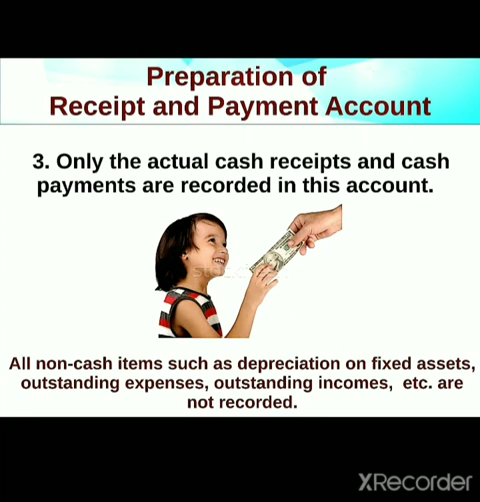 Preparation of
Receipt and Payment Account
3. Only the actual cash receipts and cash
payments are recorded in this account.
All non-cash items such as depreciation on fixed assets,
outstanding expenses, outstanding incomes, etc. are
not recorded.
XRecorder